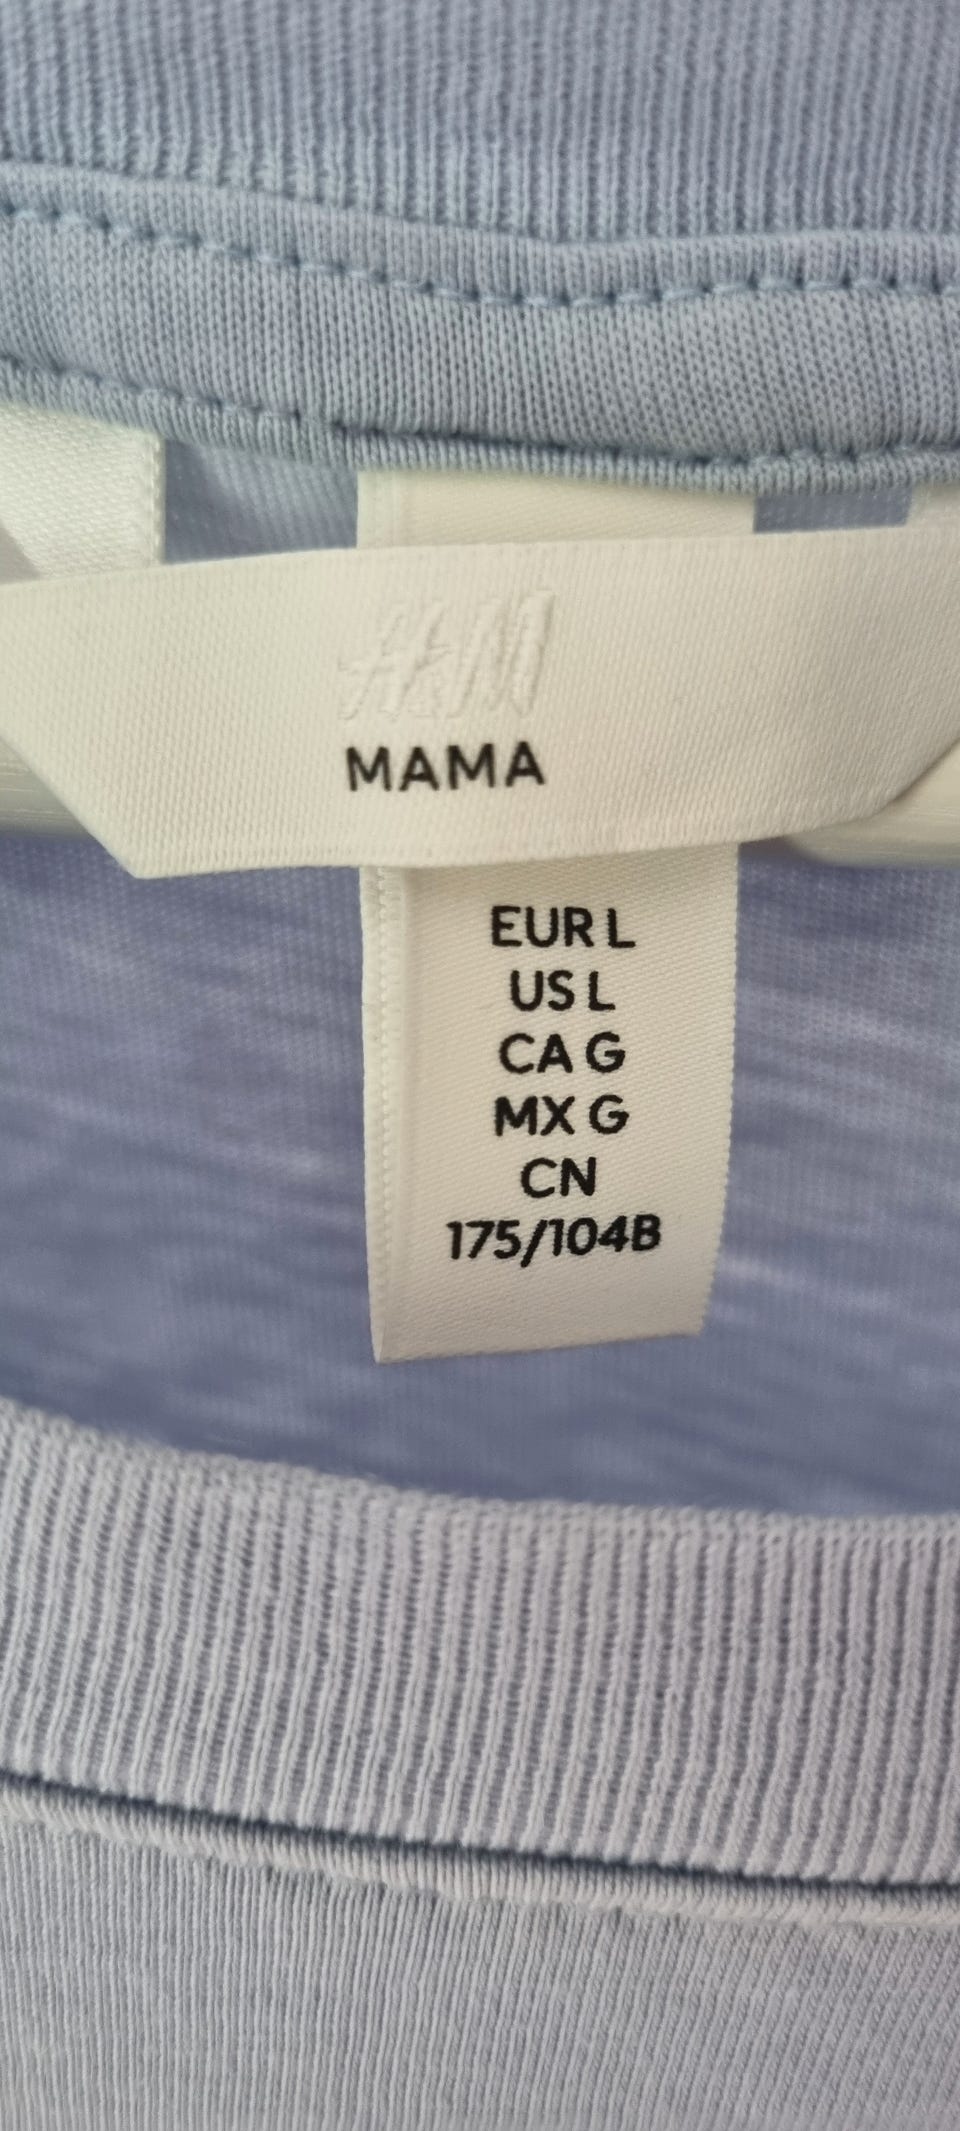 H&M
MAMA
EUR L
US L
CA G
MX G
CN
175/104B